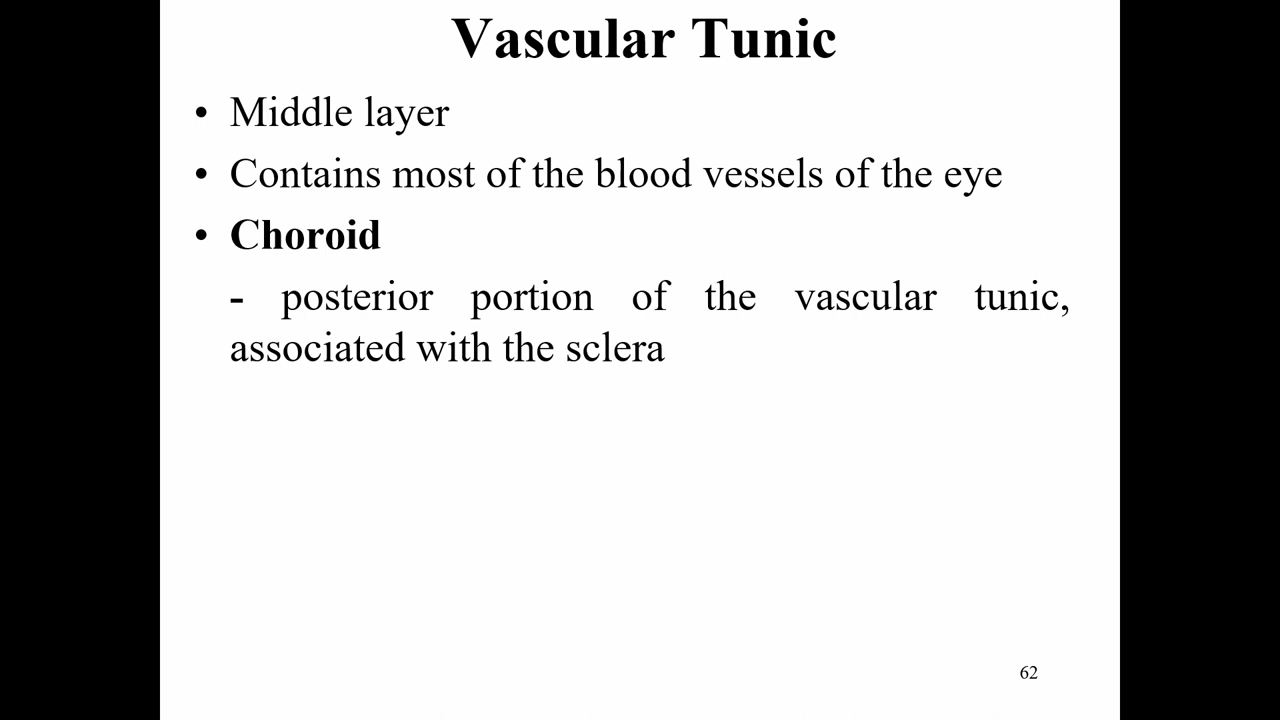 Vascular Tunic
• Middle layer
• Contains most of the blood vessels of the eye
• Choroid
- posterior portion of the vascular tunic,
associated with the sclera
62